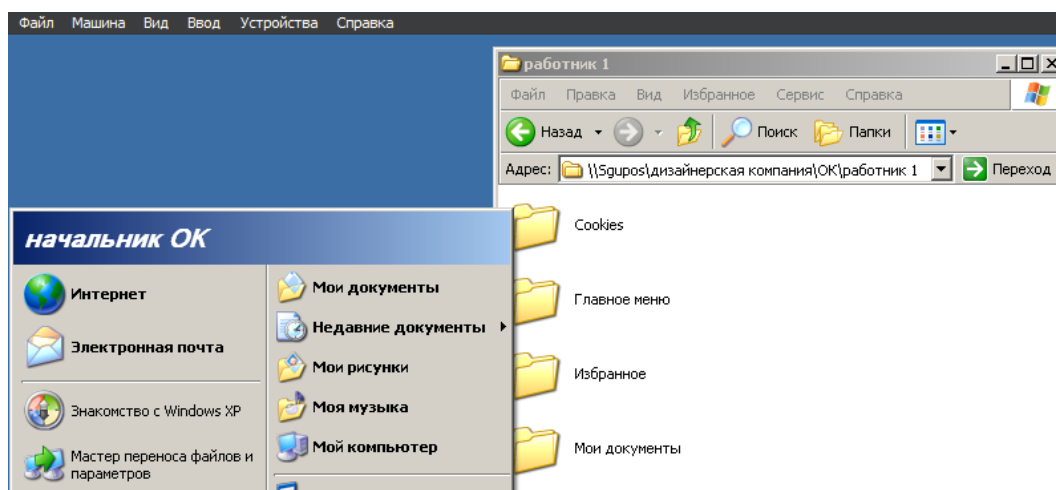 Файл Машина Вид Ввод Устройства Справка
работник 1
Файл Правка Вид Избранное Сервис Справка
Назад Поиск Папки
Адрес: \\Sgupos\дизайнерская компания\ОК\работник 1 Переход
Cookies
Главное меню
Избранное
Мои документы
начальник ОК
Интернет
Электронная почта
Знакомство с Windows XP
Мастер переноса файлов и
параметров
Мои документы
Недавние документы
Мои рисунки
Моя музыка
Мой компьютер